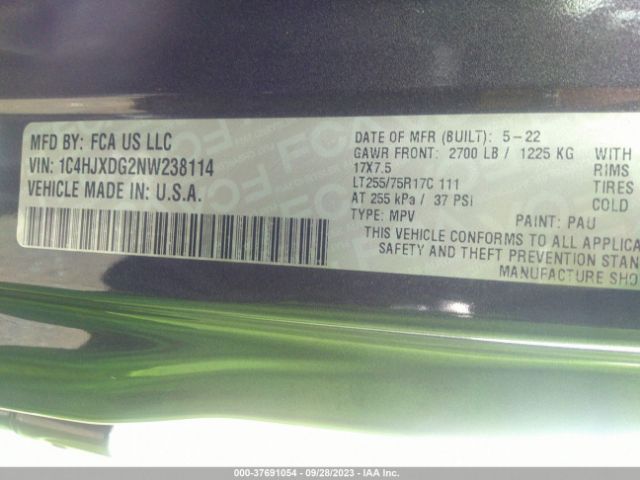 MFD BY: FCA US LLC
VIN: 1C4HJXDG2NW238114
VEHICLE MADE IN: U.S.A.
DATE OF MFR (BUILT): 5-22
GAWR FRONT: 2700 LB / 1225 KG WITH
17X7.5 RIMS
LT255/75R17C 111 TIRES
AT 255 kPa / 37 PSI COLD
TYPE: MPV PAINT: PAU
THIS VEHICLE CONFORMS TO ALL APPLICA
SAFETY AND THEFT PREVENTION STAN
MANUFACTURE SHO
000-37691054 - 09/28/2023 - IAAI.COM